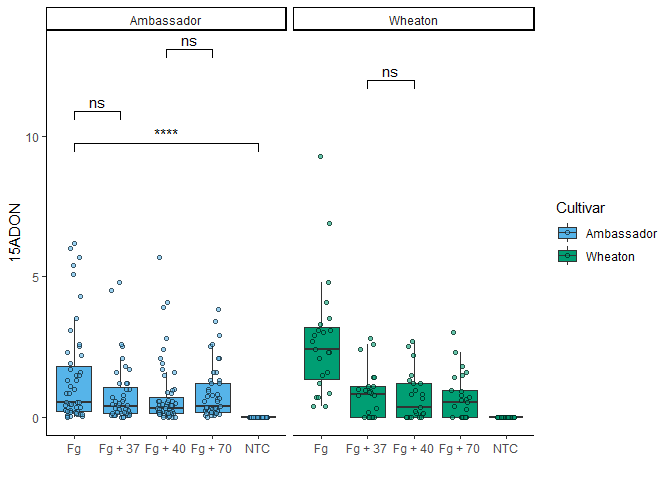 Ambassador Wheaton
ns
ns
ns
****
10
5
0
15ADON
Cultivar
Ambassador
Wheaton
Fg Fg + 37 Fg + 40 Fg + 70 NTC Fg Fg + 37 Fg + 40 Fg + 70 NTC